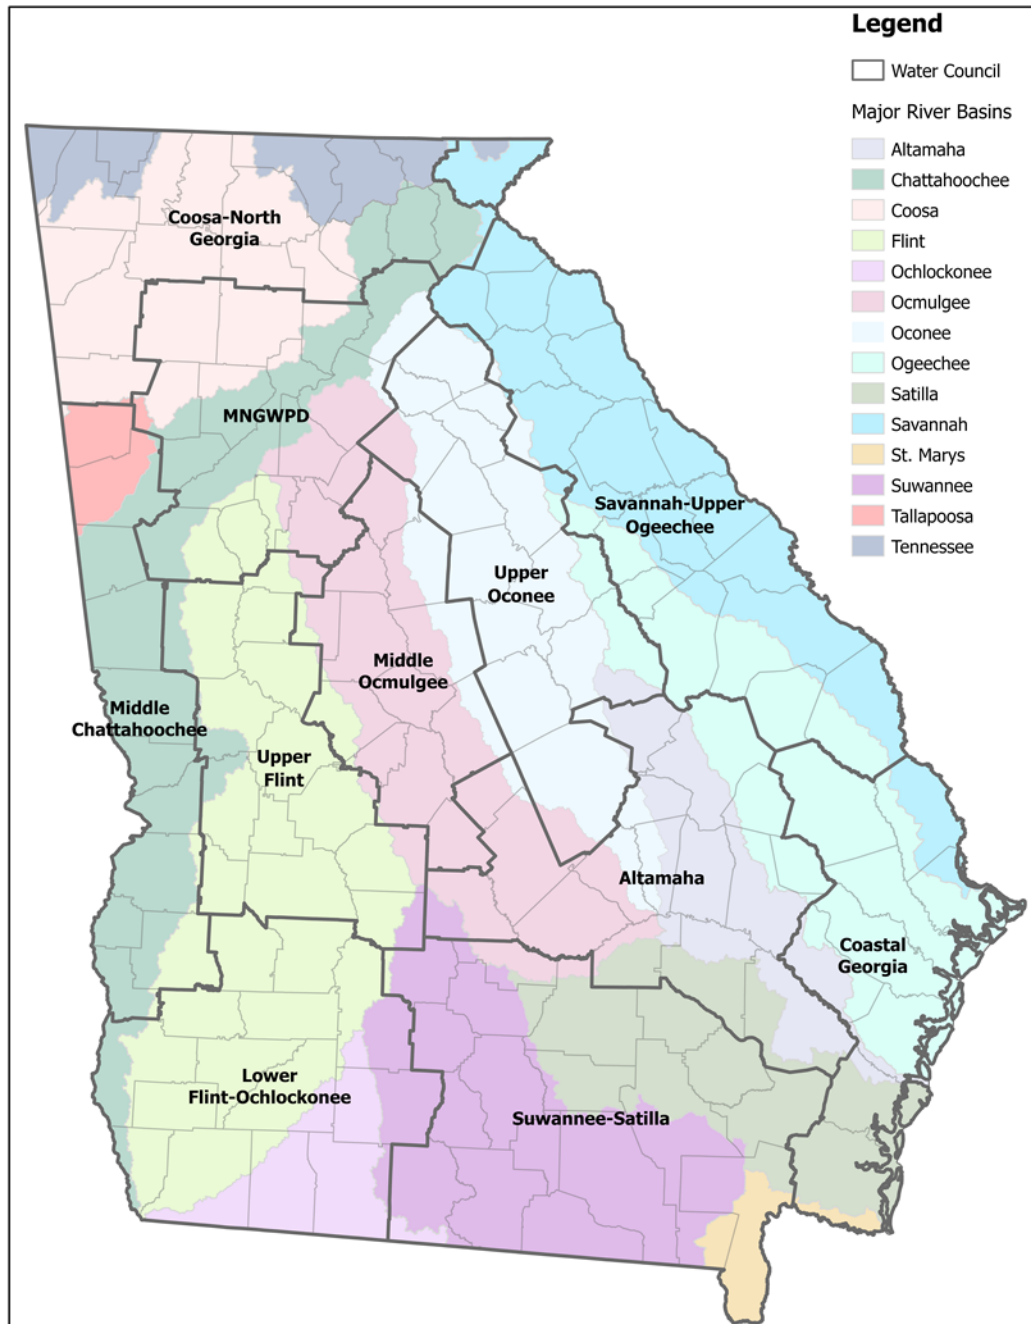 Legend
Water Council
Major River Basins
Altamaha
Chattahoochee
Coosa
Flint
Ochlockonee
Ocmulgee
Oconee
Ogeechee
Satilla
Savannah
St. Marys
Suwannee
Tallapoosa
Tennessee
Coosa-North
Georgia
MNGWPD
Savannah-Upper
Ogeechee
Upper
Oconee
Middle
Ocmulgee
Middle
Chattahoochee
Upper
Flint
Altamaha
Coastal
Georgia
Lower
Flint-Ochlockonee
Suwannee-Satilla